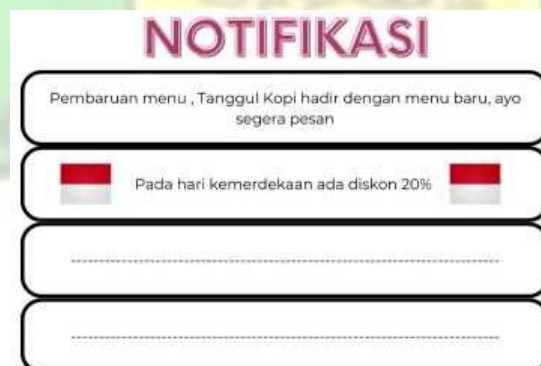 NOTIFIKASI
Pembaruan menu , Tanggul Kopi hadir dengan menu baru, ayo
segera pesan
Pada hari kemerdekaan ada diskon 20%